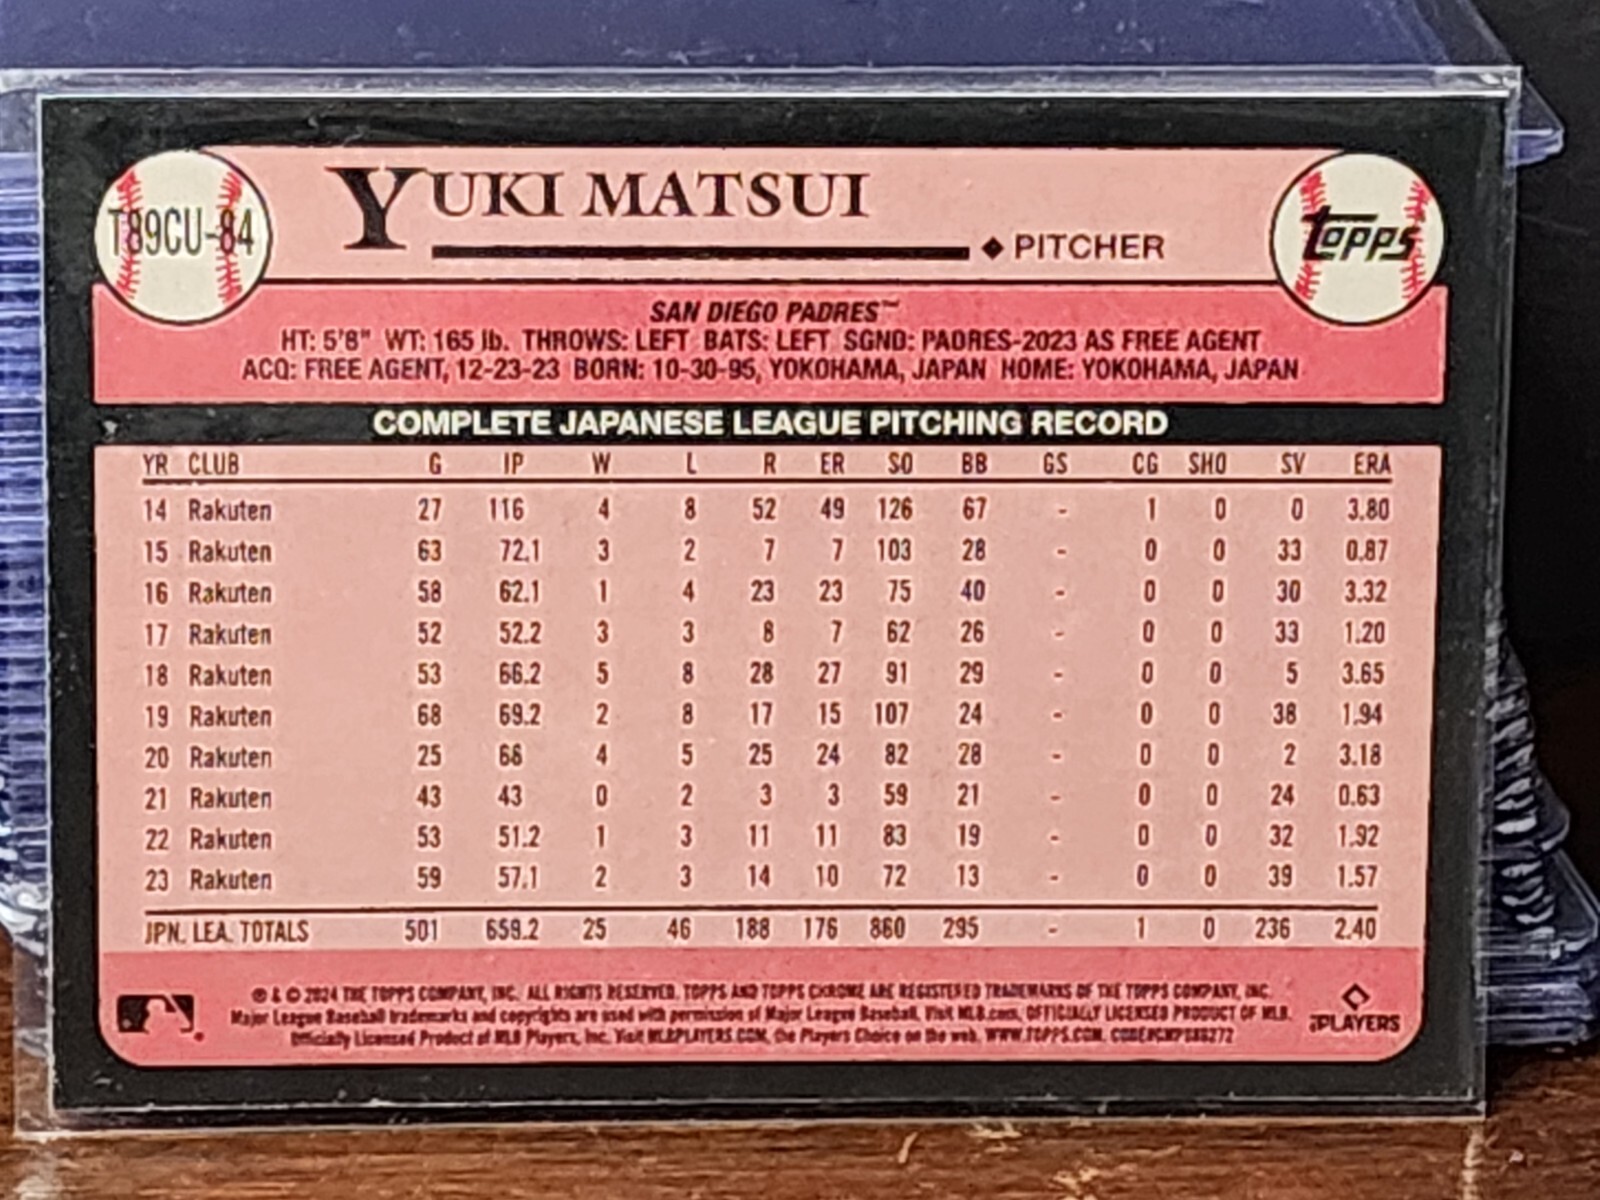 T89CU-84
YUKI MATSUI
◆ PITCHER
Topps
SAN DIEGO PADRES™
HT: 5'8" WT: 165 lb. THROWS: LEFT BATS: LEFT SGND: PADRES-2023 AS FREE AGENT
ACQ: FREE AGENT, 12-23-23 BORN: 10-30-95, YOKOHAMA, JAPAN HOME: YOKOHAMA, JAPAN
COMPLETE JAPANESE LEAGUE PITCHING RECORD
YR CLUB G IP W L R ER SO BB GS CG SHO SV ERA
14 Rakuten 27 116 4 8 52 49 126 67 - 1 0 0 3.80
15 Rakuten 63 72.1 3 2 7 7 103 28 - 0 0 33 0.87
16 Rakuten 58 62.1 1 4 23 23 75 40 - 0 0 30 3.32
17 Rakuten 52 52.2 3 3 8 7 62 26 - 0 0 33 1.20
18 Rakuten 53 66.2 5 8 28 27 91 29 - 0 0 5 3.65
19 Rakuten 68 69.2 2 8 17 15 107 24 - 0 0 38 1.94
20 Rakuten 25 68 4 5 25 24 82 28 - 0 0 2 3.18
21 Rakuten 43 43 0 2 3 3 59 21 - 0 0 24 0.63
22 Rakuten 53 51.2 1 3 11 11 83 19 - 0 0 32 1.92
23 Rakuten 59 57.1 2 3 14 10 72 13 - 0 0 39 1.57
JPN. LEA. TOTALS 501 659.2 25 46 188 176 860 295 - 1 0 236 2.40
® & © 2024 THE TOPPS COMPANY, INC. ALL RIGHTS RESERVED. TOPPS AND TOPPS CHROME ARE REGISTERED TRADEMARKS OF THE TOPPS COMPANY, INC.
Major League Baseball trademarks and copyrights are used with permission of Major League Baseball. Visit MLB.com. OFFICIALLY LICENSED PRODUCT OF MLB.
Officially Licensed Product of MLB Players, Inc. Visit MLBPLAYERS.COM, the Players Choice on the web. WWW.TOPPS.COM.
PLAYERS